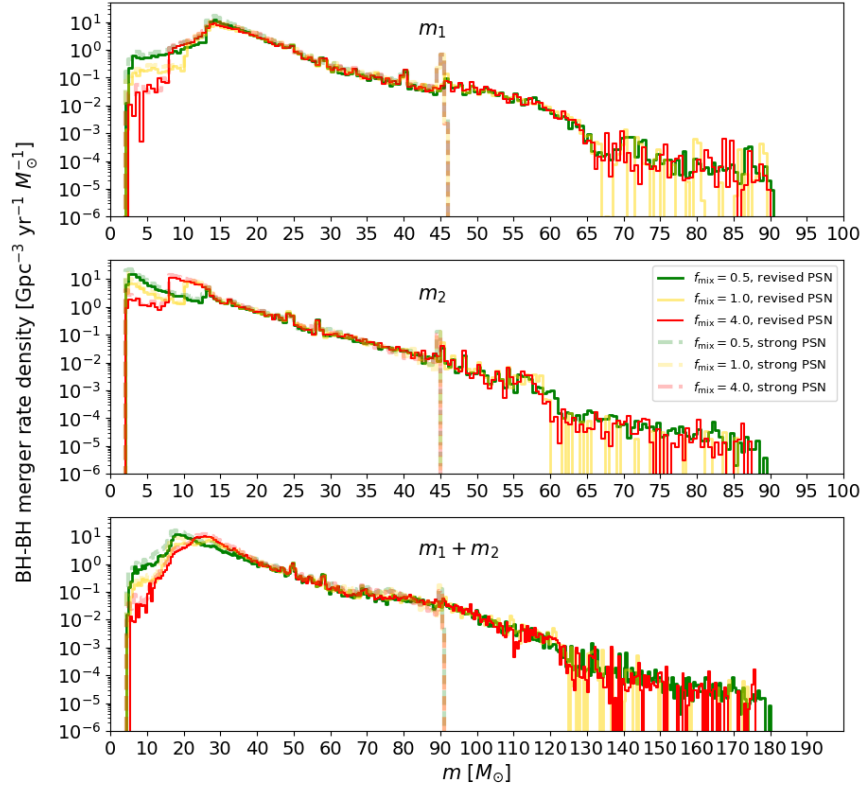 BH-BH merger rate density [Gpc⁻³ yr⁻¹ M⊙⁻¹]
10¹
10⁰
10⁻¹
10⁻²
10⁻³
10⁻⁴
10⁻⁵
10⁻⁶
m₁
0 5 10 15 20 25 30 35 40 45 50 55 60 65 70 75 80 85 90 95 100
10¹
10⁰
10⁻¹
10⁻²
10⁻³
10⁻⁴
10⁻⁵
10⁻⁶
m₂
f_mix = 0.5, revised PSN
f_mix = 1.0, revised PSN
f_mix = 4.0, revised PSN
f_mix = 0.5, strong PSN
f_mix = 1.0, strong PSN
f_mix = 4.0, strong PSN
0 5 10 15 20 25 30 35 40 45 50 55 60 65 70 75 80 85 90 95 100
10¹
10⁰
10⁻¹
10⁻²
10⁻³
10⁻⁴
10⁻⁵
10⁻⁶
m₁ + m₂
0 10 20 30 40 50 60 70 80 90 100 110 120 130 140 150 160 170 180 190
m [M⊙]